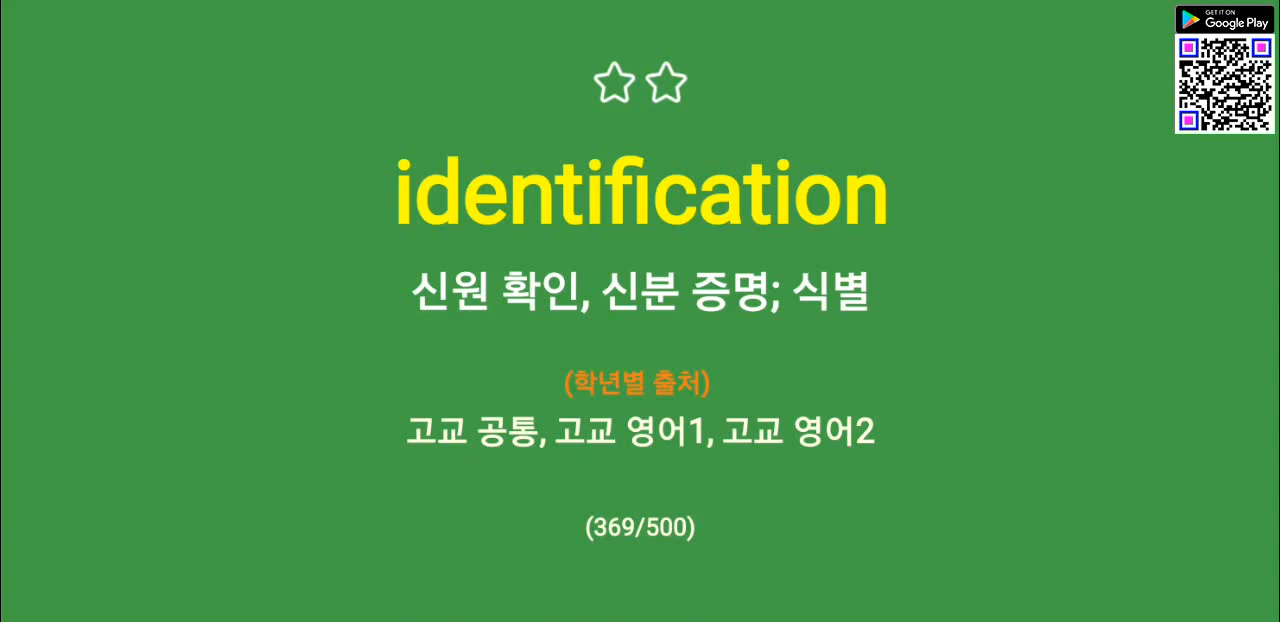 GET IT ON
Google Play
identification
신원 확인, 신분 증명; 식별
(학년별 출처)
고교 공통, 고교 영어1, 고교 영어2
(369/500)